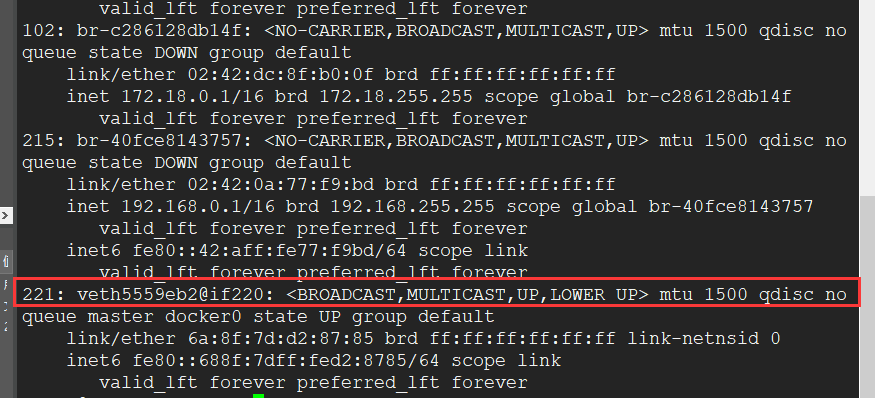 valid_lft forever preferred_lft forever
102: br-c286128db14f: <NO-CARRIER,BROADCAST,MULTICAST,UP> mtu 1500 qdisc no
queue state DOWN group default
link/ether 02:42:dc:8f:b0:0f brd ff:ff:ff:ff:ff:ff
inet 172.18.0.1/16 brd 172.18.255.255 scope global br-c286128db14f
valid_lft forever preferred_lft forever
215: br-40fce8143757: <NO-CARRIER,BROADCAST,MULTICAST,UP> mtu 1500 qdisc no
queue state DOWN group default
link/ether 02:42:0a:77:f9:bd brd ff:ff:ff:ff:ff:ff
inet 192.168.0.1/16 brd 192.168.255.255 scope global br-40fce8143757
valid_lft forever preferred_lft forever
inet6 fe80::42:aff:fe77:f9bd/64 scope link
valid_lft forever preferred_lft forever
221: veth5559eb2@if220: <BROADCAST,MULTICAST,UP,LOWER_UP> mtu 1500 qdisc no
queue master docker0 state UP group default
link/ether 6a:8f:7d:d2:87:85 brd ff:ff:ff:ff:ff:ff link-netnsid 0
inet6 fe80::688f:7dff:fed2:8785/64 scope link
valid_lft forever preferred_lft forever